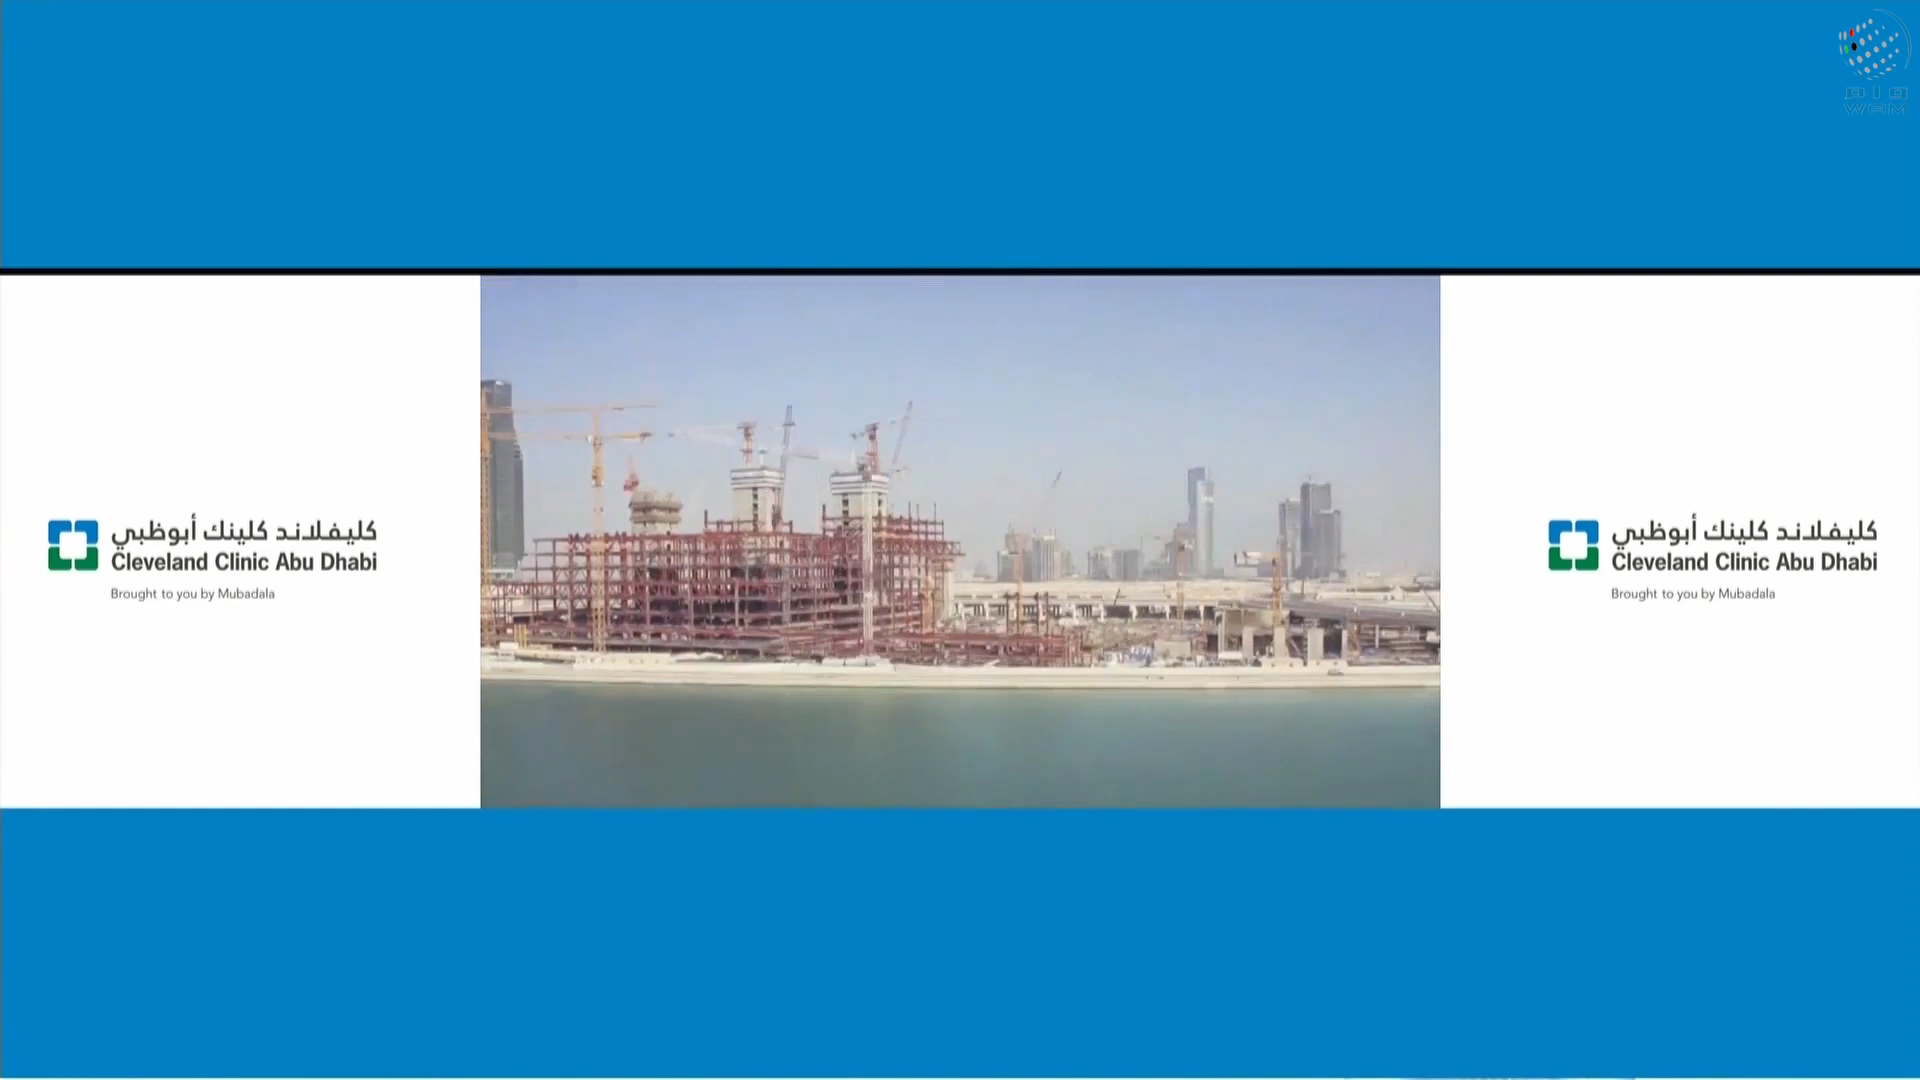 وام
WAM
كليفلاند كلينك أبوظبي
Cleveland Clinic Abu Dhabi
Brought to you by Mubadala
كليفلاند كلينك أبوظبي
Cleveland Clinic Abu Dhabi
Brought to you by Mubadala